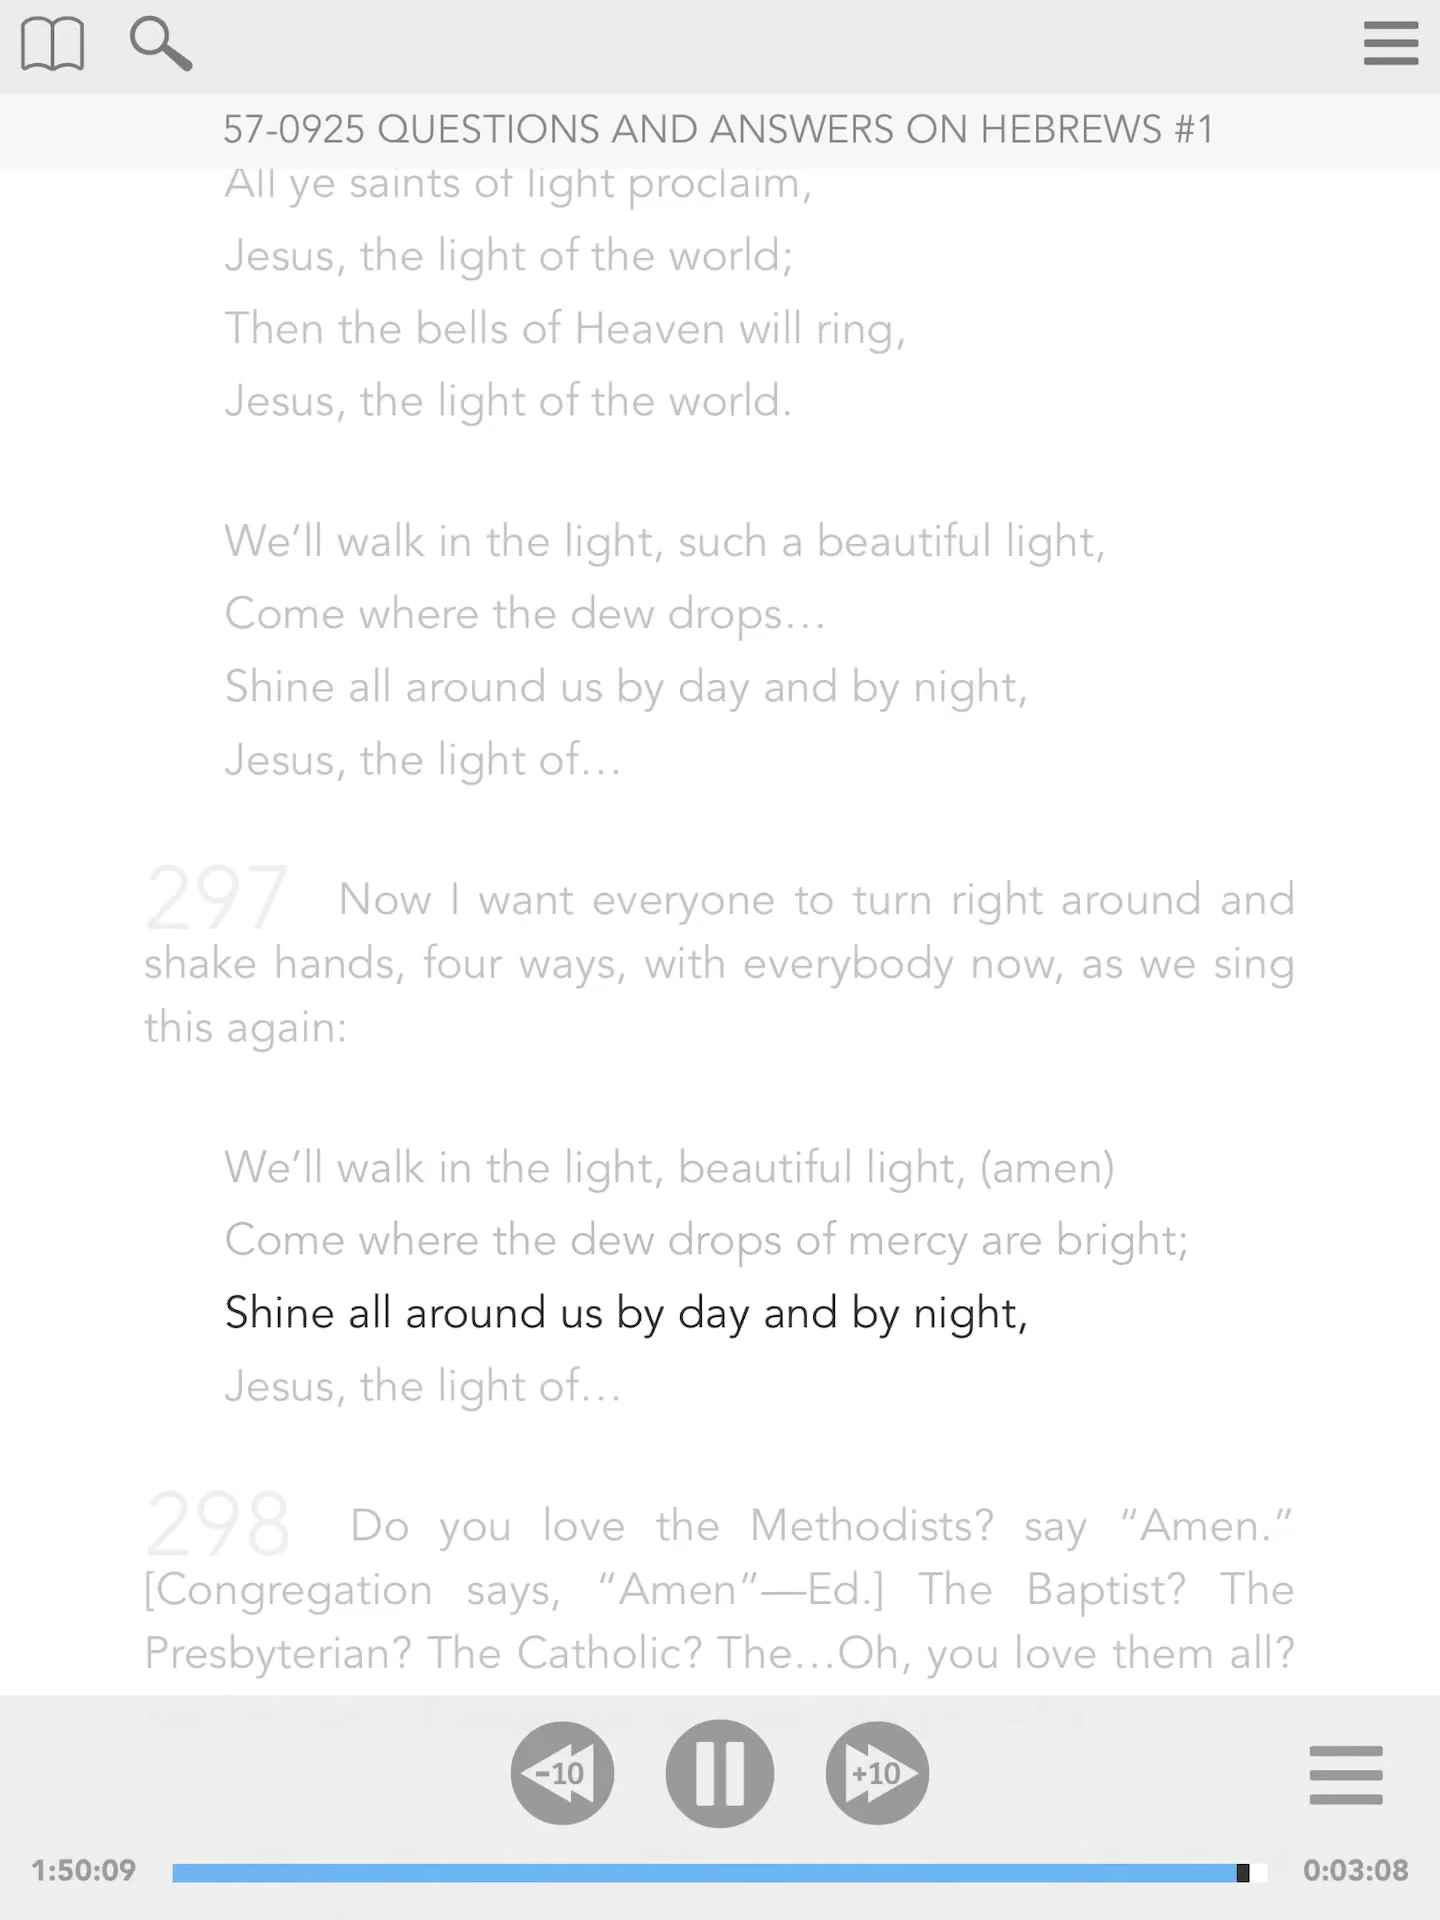 57-0925 QUESTIONS AND ANSWERS ON HEBREWS #1
All ye saints of light proclaim,
Jesus, the light of the world;
Then the bells of Heaven will ring,
Jesus, the light of the world.
We’ll walk in the light, such a beautiful light,
Come where the dew drops…
Shine all around us by day and by night,
Jesus, the light of…
297 Now I want everyone to turn right around and
shake hands, four ways, with everybody now, as we sing
this again:
We’ll walk in the light, beautiful light, (amen)
Come where the dew drops of mercy are bright;
Shine all around us by day and by night,
Jesus, the light of…
298 Do you love the Methodists? say “Amen.”
[Congregation says, “Amen”—Ed.] The Baptist? The
Presbyterian? The Catholic? The…Oh, you love them all?
-10 +10
1:50:09 0:03:08